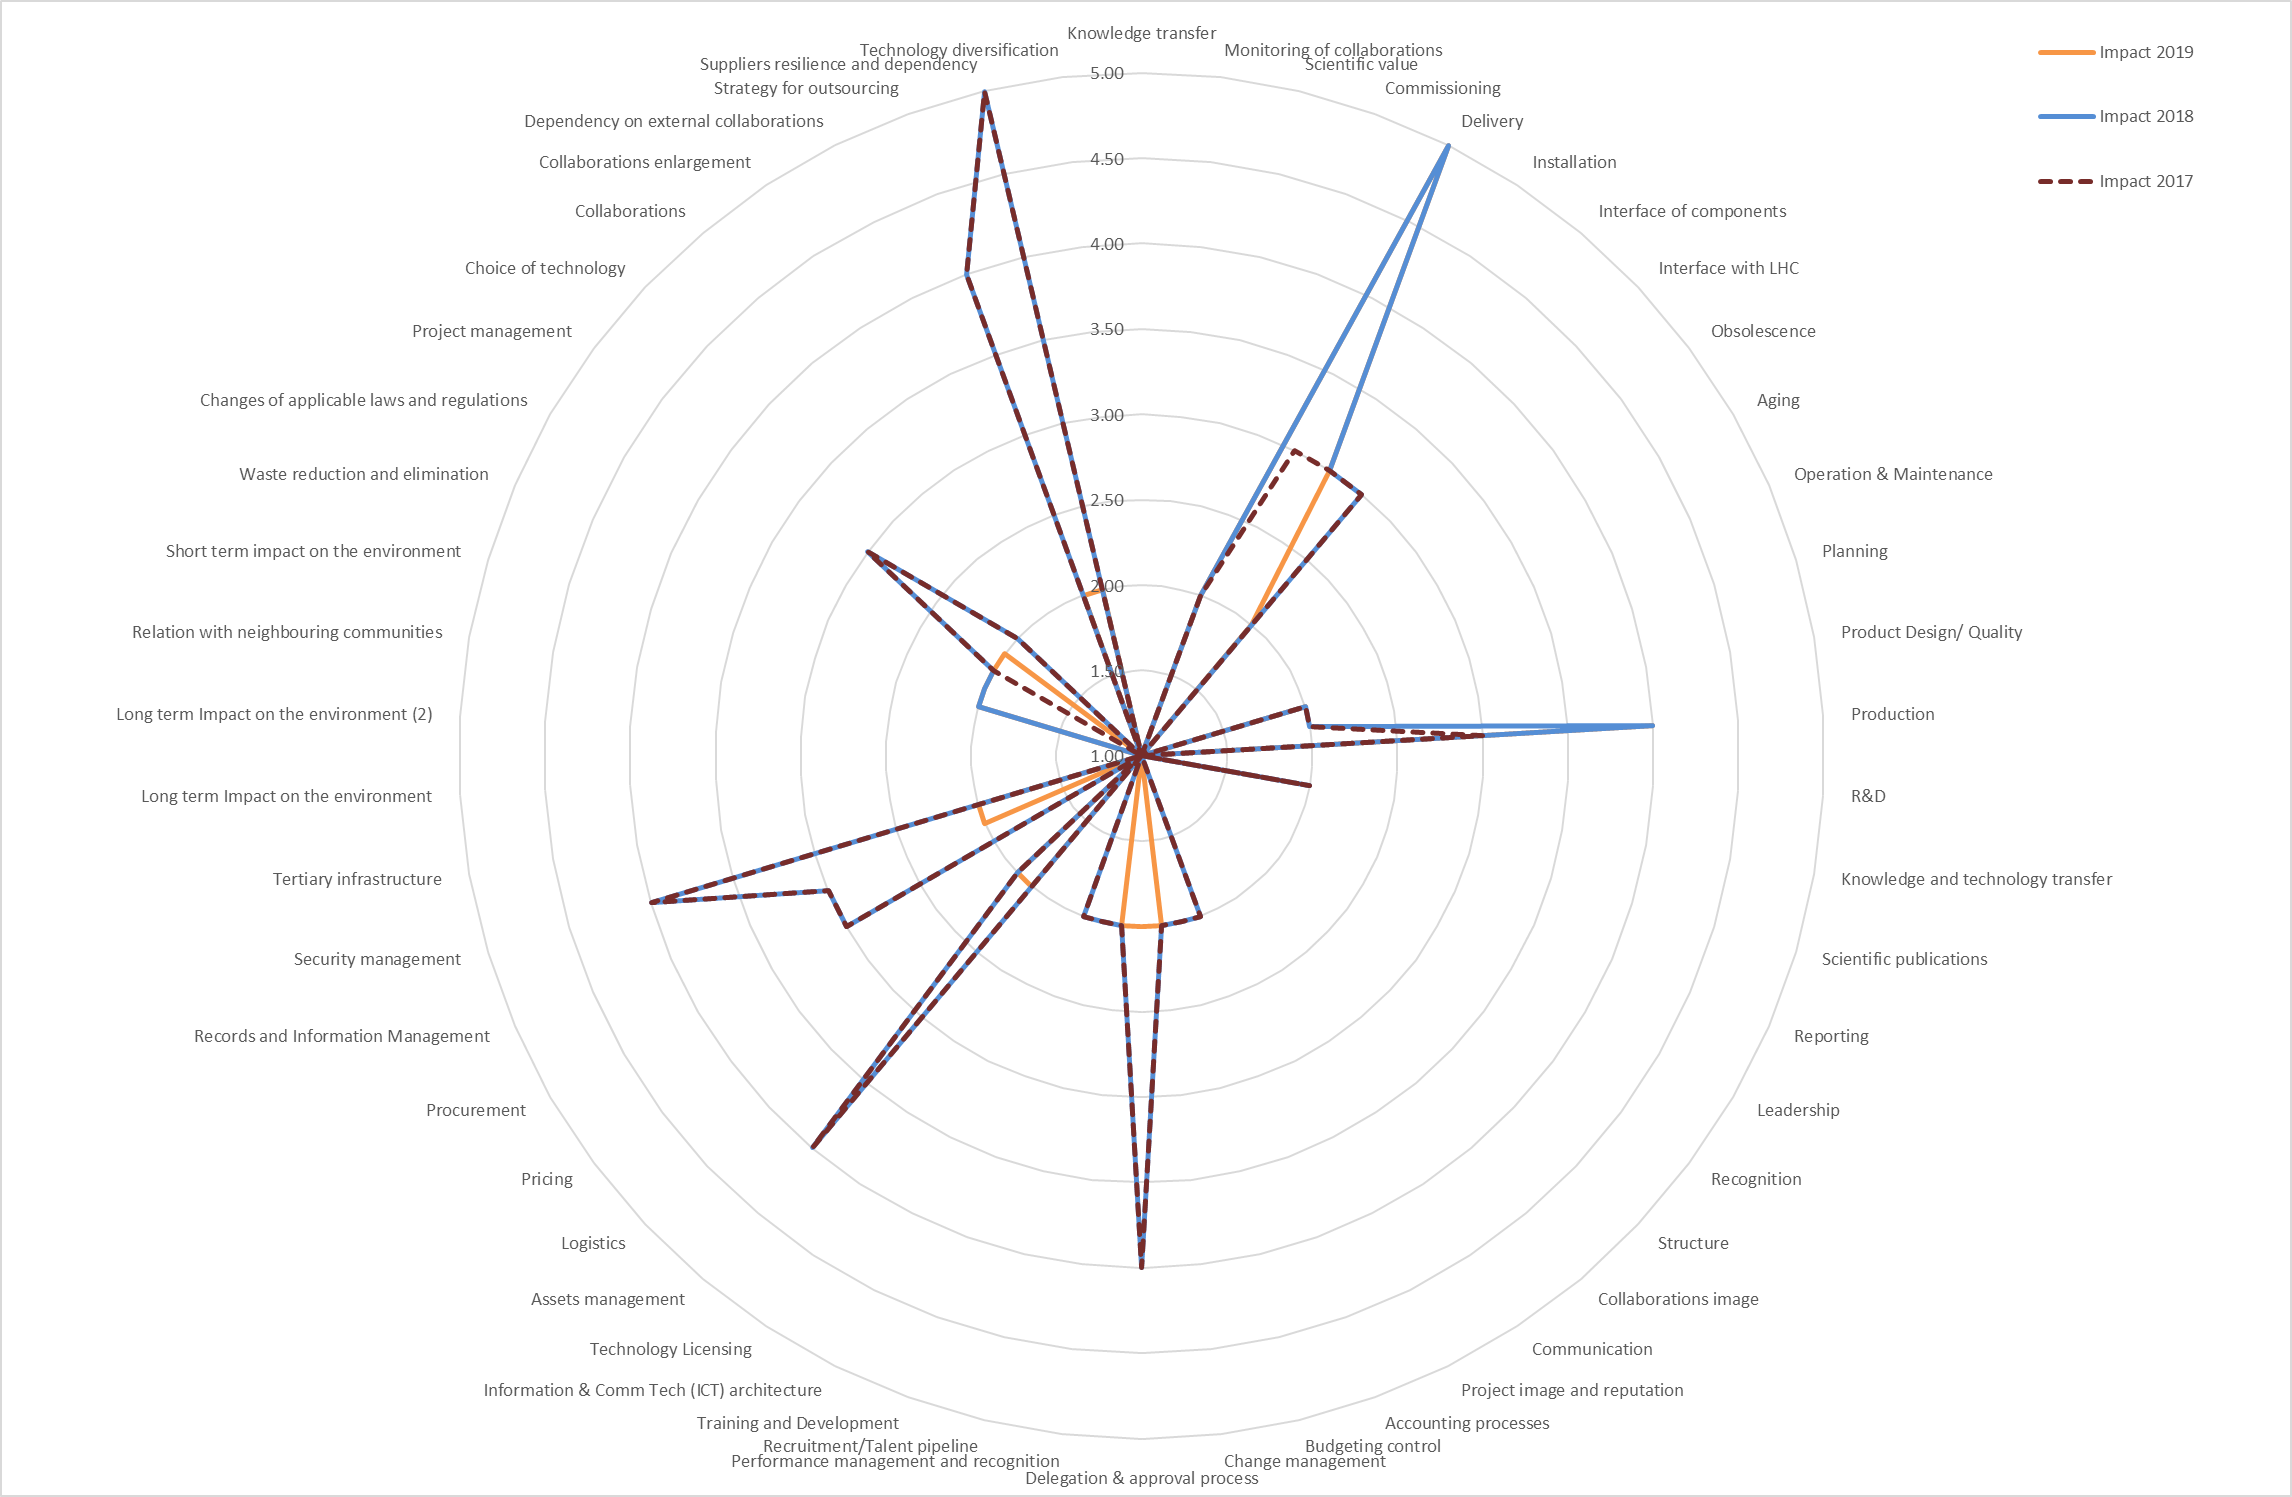 Knowledge transfer
Technology diversification
Monitoring of collaborations
Impact 2019
Suppliers resilience and dependency
Scientific value
5.00
Strategy for outsourcing
Commissioning
Impact 2018
Dependency on external collaborations
Delivery
4.50
Collaborations enlargement
Installation
Impact 2017
Collaborations
Interface of components
4.00
Choice of technology
Interface with LHC
3.50
Project management
Obsolescence
Changes of applicable laws and regulations
Aging
3.00
Waste reduction and elimination
Operation & Maintenance
2.50
Short term impact on the environment
Planning
2.00
Relation with neighbouring communities
Product Design/ Quality
1.50
Long term Impact on the environment (2)
Production
1.00
Long term Impact on the environment
R&D
Tertiary infrastructure
Knowledge and technology transfer
Security management
Scientific publications
Records and Information Management
Reporting
Procurement
Leadership
Pricing
Recognition
Logistics
Structure
Assets management
Collaborations image
Technology Licensing
Communication
Information & Comm Tech (ICT) architecture
Project image and reputation
Training and Development
Accounting processes
Recruitment/Talent pipeline
Budgeting control
Performance management and recognition
Change management
Delegation & approval process